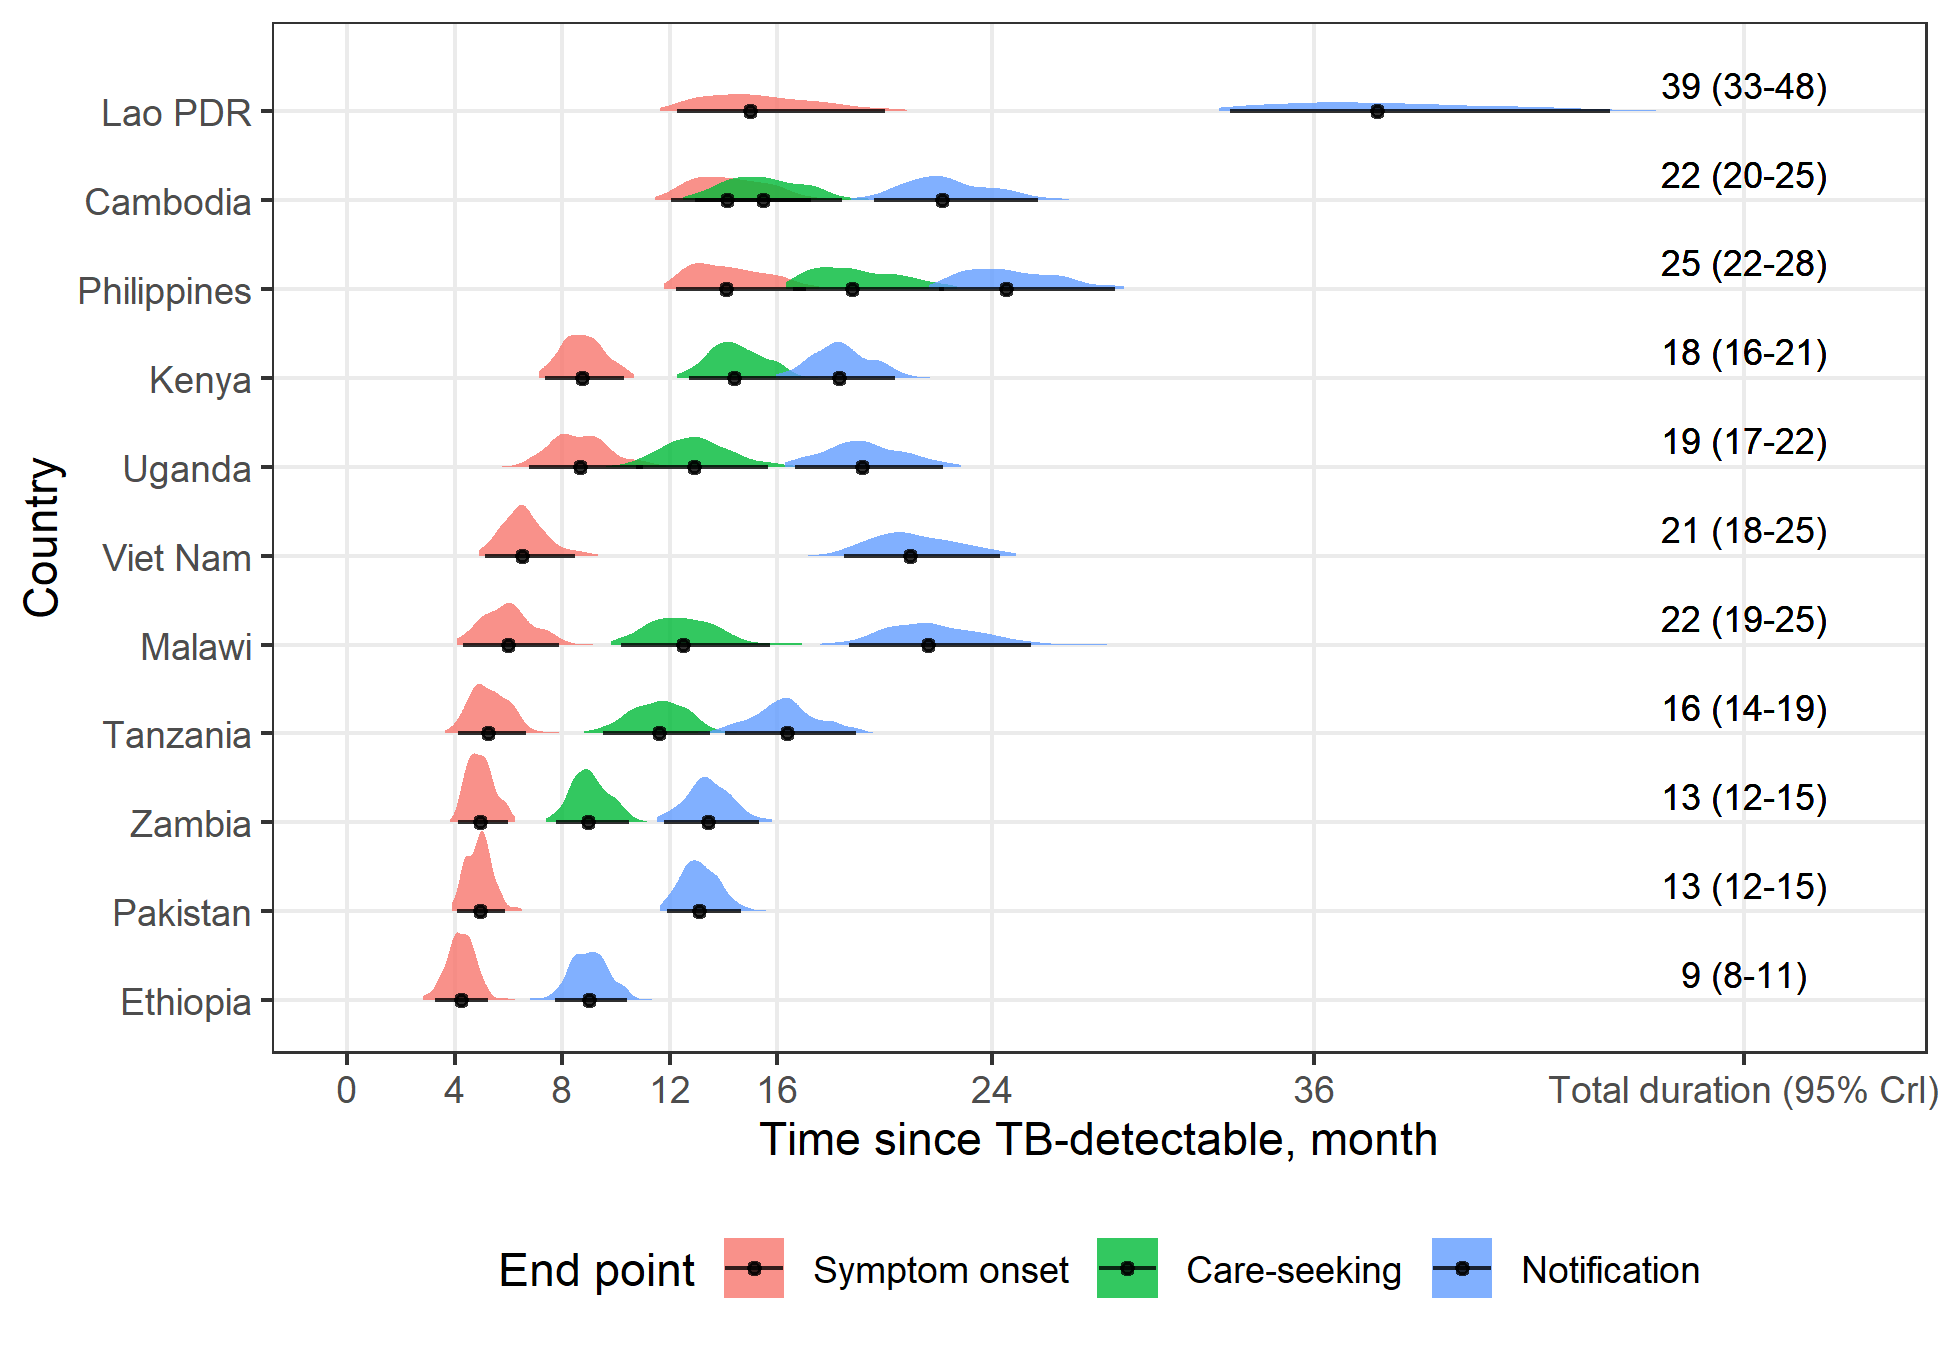 Lao PDR 39 (33-48)
Cambodia 22 (20-25)
Philippines 25 (22-28)
Kenya 18 (16-21)
Uganda 19 (17-22)
Viet Nam 21 (18-25)
Malawi 22 (19-25)
Tanzania 16 (14-19)
Zambia 13 (12-15)
Pakistan 13 (12-15)
Ethiopia 9 (8-11)
Country
0 4 8 12 16 24 36 Total duration (95% CrI)
Time since TB-detectable, month
End point Symptom onset Care-seeking Notification